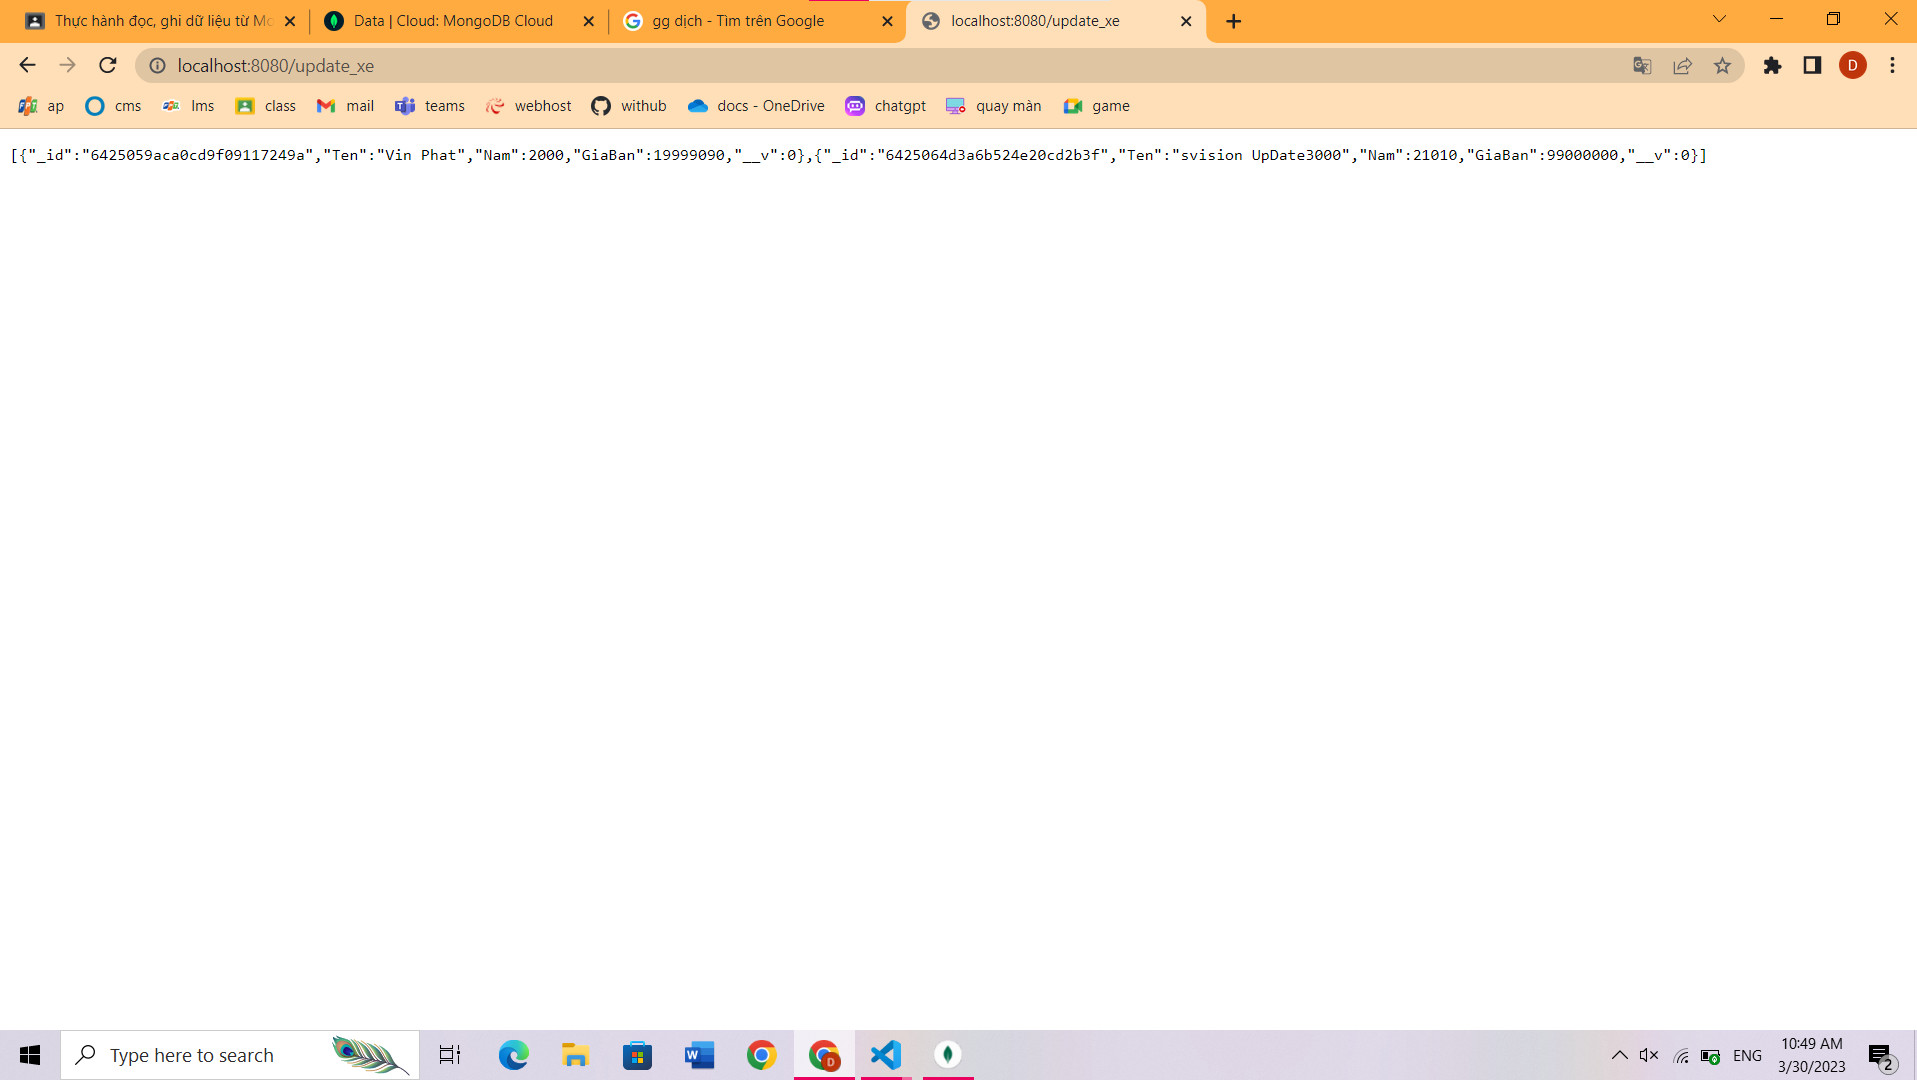 Thực hành đọc, ghi dữ liệu từ Mo
Data | Cloud: MongoDB Cloud
gg dịch - Tìm trên Google
localhost:8080/update_xe
localhost:8080/update_xe
D
ap
cms
lms
class
mail
teams
webhost
withub
docs - OneDrive
chatgpt
quay màn
game
[{"_id":"6425059aca0cd9f09117249a","Ten":"Vin Phat","Nam":2000,"GiaBan":19999090,"__v":0},{"_id":"6425064d3a6b524e20cd2b3f","Ten":"svision UpDate3000","Nam":21010,"GiaBan":99000000,"__v":0}]
Type here to search
D
ENG
10:49 AM
3/30/2023
2